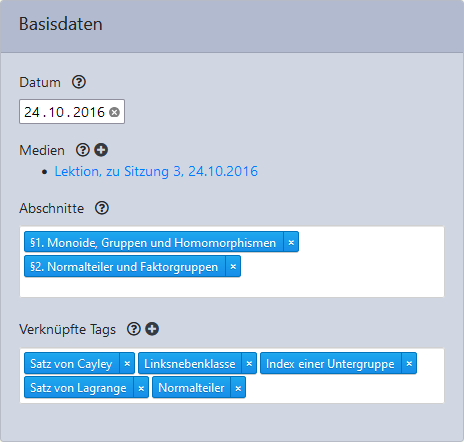 Basisdaten
Datum
24.10.2016
Medien
Lektion, zu Sitzung 3, 24.10.2016
Abschnitte
§1. Monoide, Gruppen und Homomorphismen ×
§2. Normalteiler und Faktorgruppen ×
Verknüpfte Tags
Satz von Cayley × Linksnebenklasse × Index einer Untergruppe ×
Satz von Lagrange × Normalteiler ×